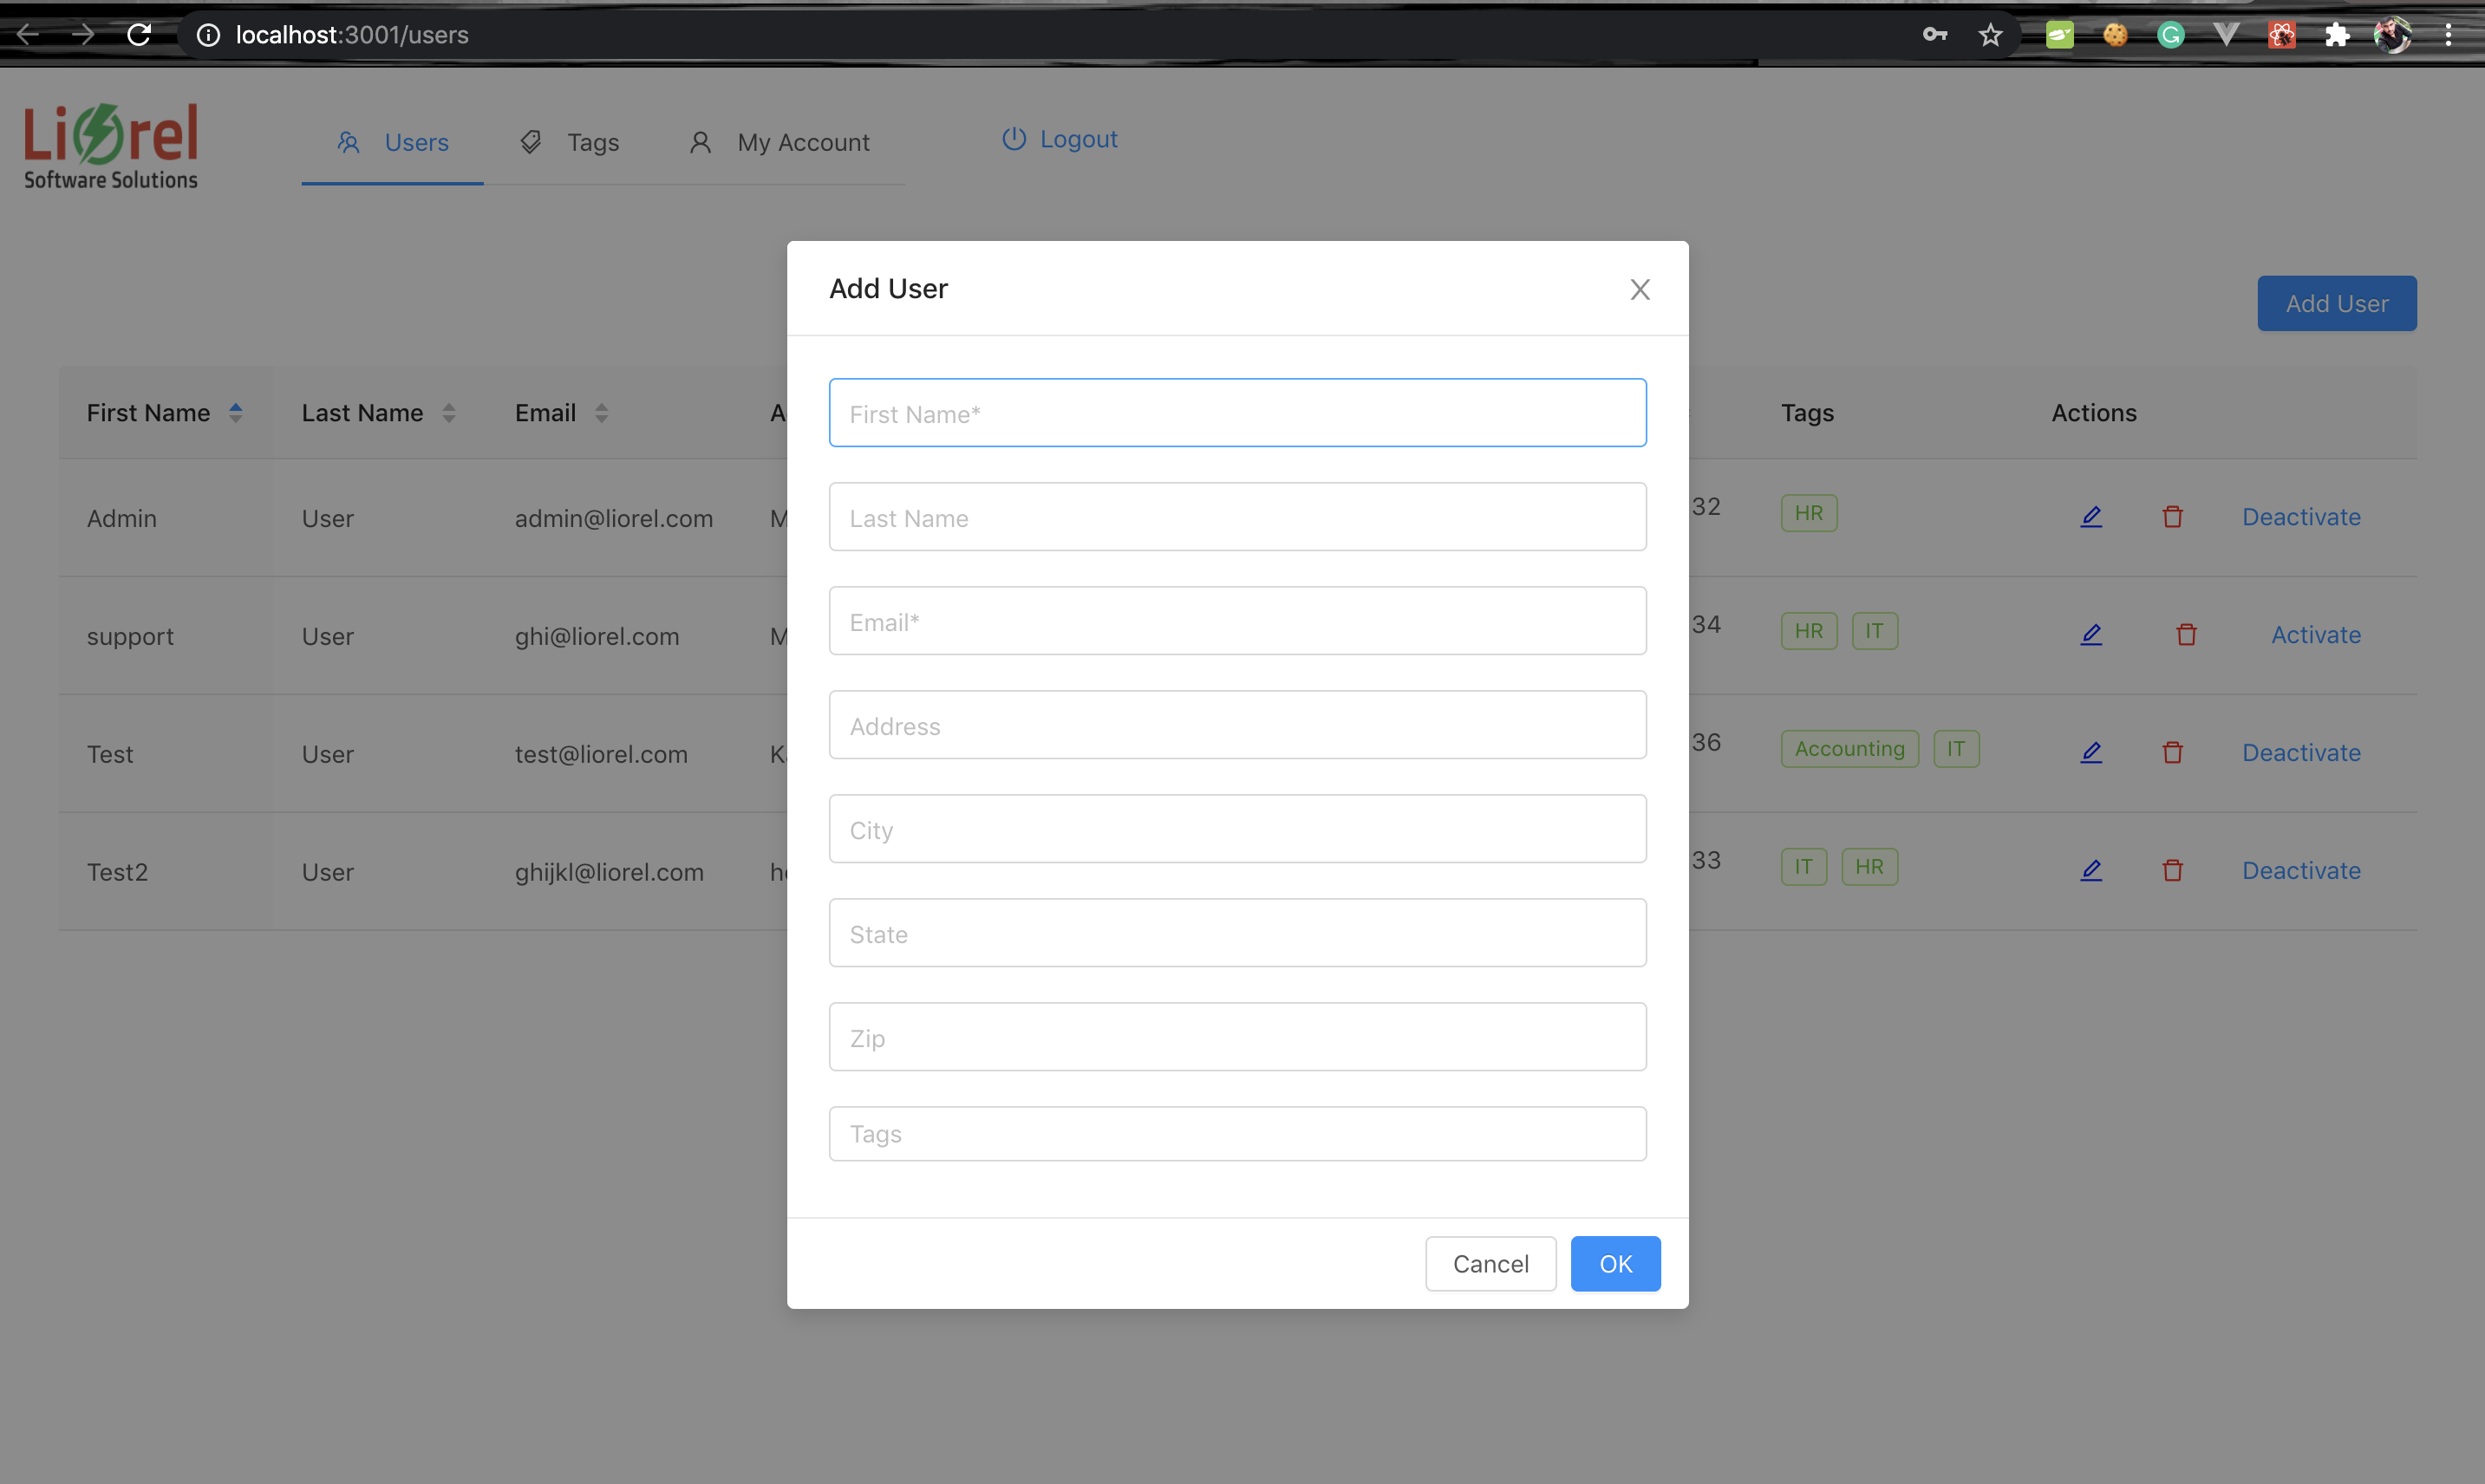 localhost:3001/users
Liorel
Software Solutions
Users Tags My Account Logout
Add User
Add User
First Name Last Name Email Tags Actions
First Name*
Admin User admin@liorel.com 32 HR Deactivate
Last Name
support User ghi@liorel.com 34 HR IT Activate
Email*
Test User test@liorel.com 36 Accounting IT Deactivate
Address
Test2 User ghijkl@liorel.com 33 IT HR Deactivate
City
State
Zip
Tags
Cancel OK